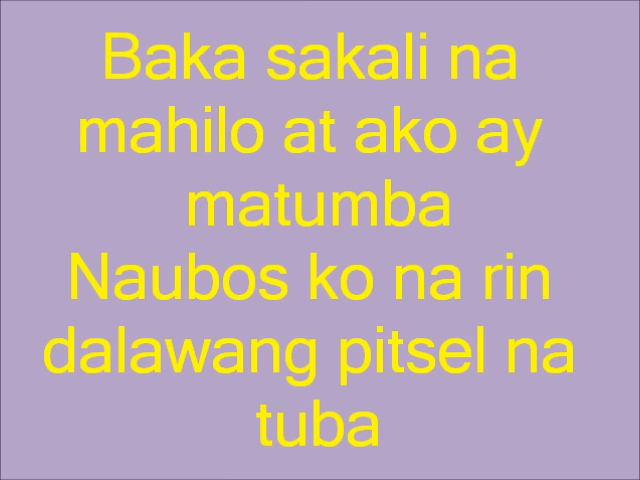 Baka sakali na
mahilo at ako ay
matumba
Naubos ko na rin
dalawang pitsel na
tuba